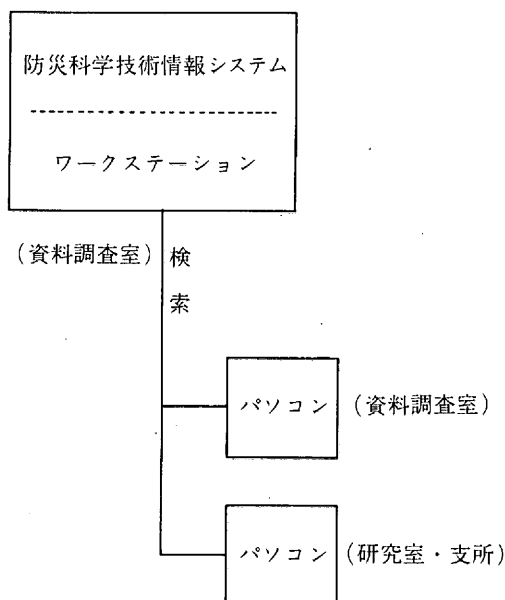 防災科学技術情報システム
ワークステーション
(資料調査室) 検
索
パソコン (資料調査室)
パソコン (研究室・支所)